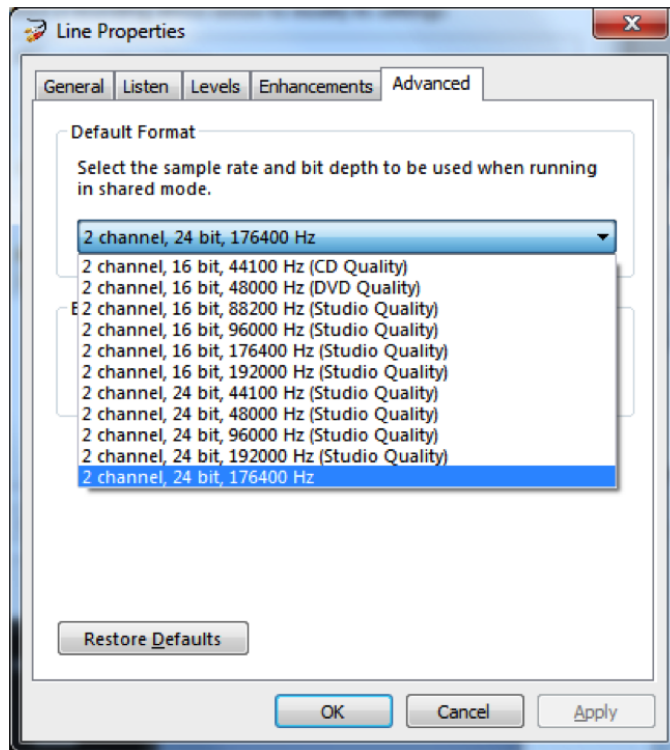 Line Properties
X
General Listen Levels Enhancements Advanced
Default Format
Select the sample rate and bit depth to be used when running
in shared mode.
2 channel, 24 bit, 176400 Hz
2 channel, 16 bit, 44100 Hz (CD Quality)
2 channel, 16 bit, 48000 Hz (DVD Quality)
E
2 channel, 16 bit, 88200 Hz (Studio Quality)
2 channel, 16 bit, 96000 Hz (Studio Quality)
2 channel, 16 bit, 176400 Hz (Studio Quality)
2 channel, 16 bit, 192000 Hz (Studio Quality)
2 channel, 24 bit, 44100 Hz (Studio Quality)
2 channel, 24 bit, 48000 Hz (Studio Quality)
2 channel, 24 bit, 96000 Hz (Studio Quality)
2 channel, 24 bit, 192000 Hz (Studio Quality)
2 channel, 24 bit, 176400 Hz
Restore Defaults
OK Cancel Apply